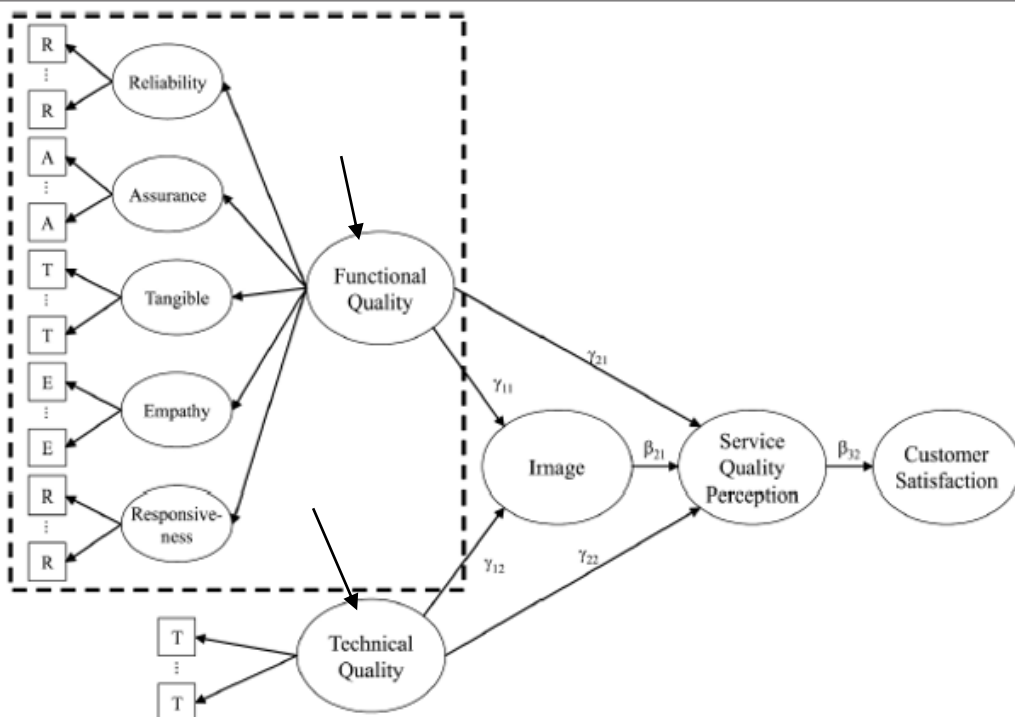 R
⋮
R
Reliability
A
⋮
A
Assurance
T
⋮
T
Tangible
E
⋮
E
Empathy
R
⋮
R
Responsive-
ness
Functional
Quality
γ21
γ11
Image
β21
Service
Quality
Perception
β32
Customer
Satisfaction
γ12
γ22
T
⋮
T
Technical
Quality